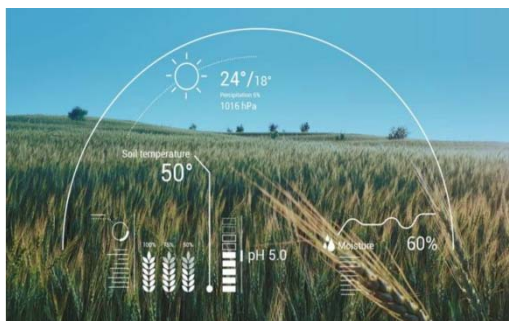 24°/18°
Precipitation 5%
1016 hPa
Soil temperature
50°
100%
pH 5.0
Moisture
60%